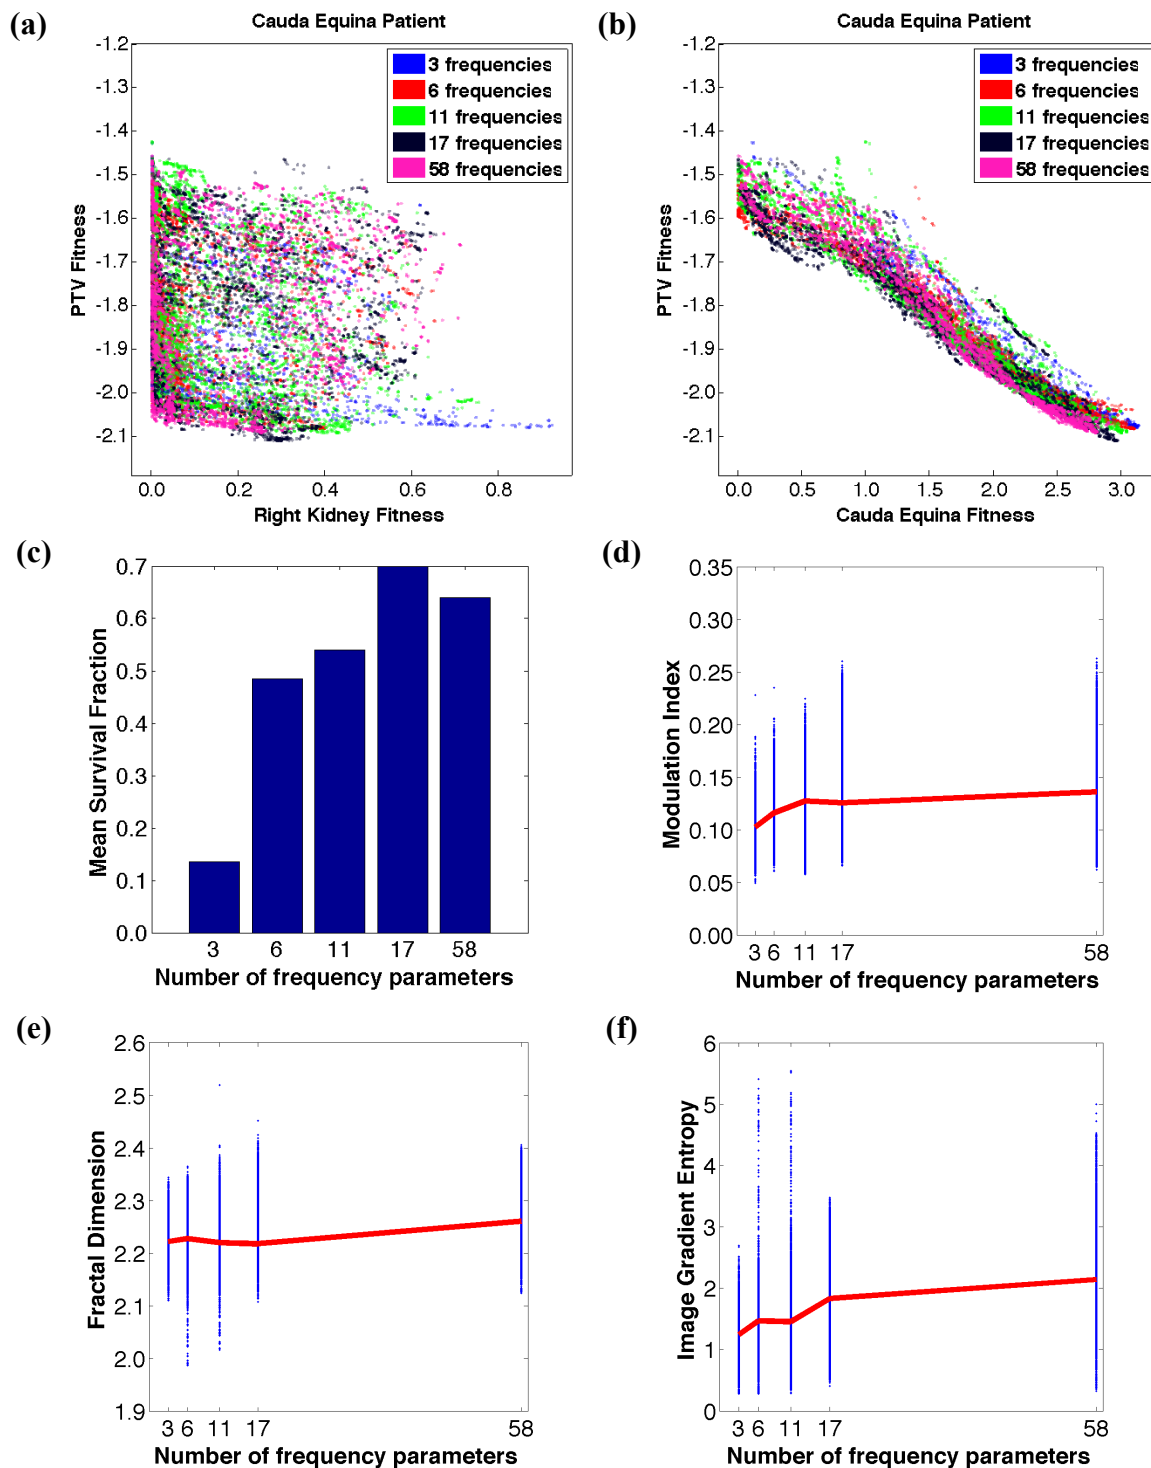 (a)
Cauda Equina Patient
-1.2
-1.3
-1.4
-1.5
-1.6
-1.7
-1.8
-1.9
-2.0
-2.1
PTV Fitness
3 frequencies
6 frequencies
11 frequencies
17 frequencies
58 frequencies
0.0 0.2 0.4 0.6 0.8
Right Kidney Fitness
(b)
Cauda Equina Patient
-1.2
-1.3
-1.4
-1.5
-1.6
-1.7
-1.8
-1.9
-2.0
-2.1
PTV Fitness
3 frequencies
6 frequencies
11 frequencies
17 frequencies
58 frequencies
0.0 0.5 1.0 1.5 2.0 2.5 3.0
Cauda Equina Fitness
(c)
0.7
0.6
0.5
0.4
0.3
0.2
0.1
0.0
Mean Survival Fraction
3 6 11 17 58
Number of frequency parameters
(d)
0.35
0.30
0.25
0.20
0.15
0.10
0.05
0.00
Modulation Index
3 6 11 17 58
Number of frequency parameters
(e)
2.6
2.5
2.4
2.3
2.2
2.1
2.0
1.9
Fractal Dimension
3 6 11 17 58
Number of frequency parameters
(f)
6
5
4
3
2
1
0
Image Gradient Entropy
3 6 11 17 58
Number of frequency parameters